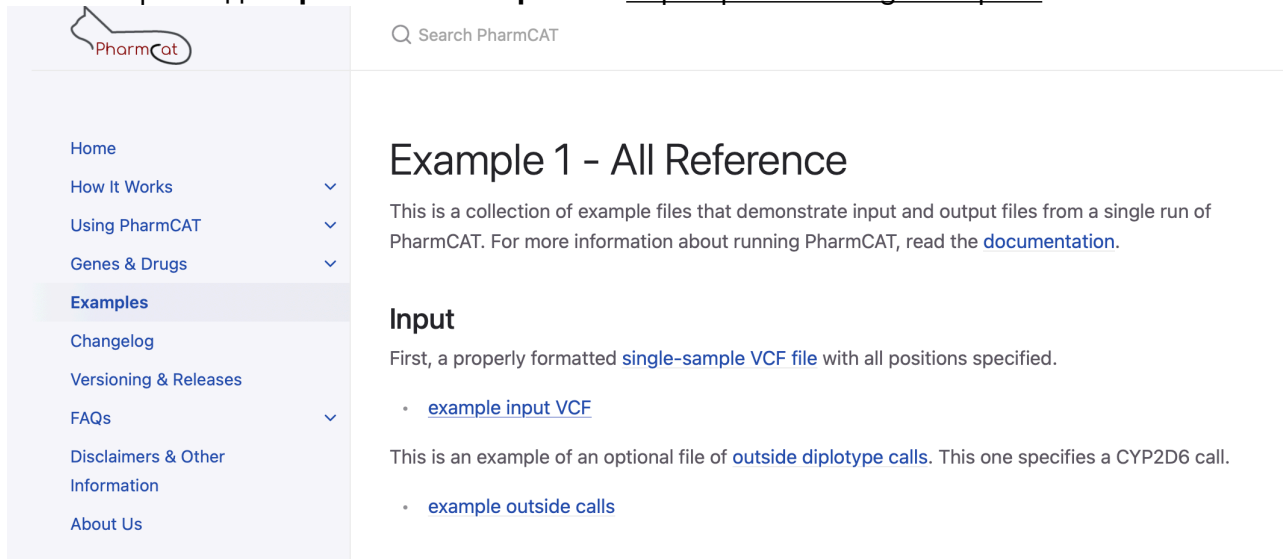 PharmCat
Search PharmCAT
Home
How It Works
Using PharmCAT
Genes & Drugs
Examples
Changelog
Versioning & Releases
FAQs
Disclaimers & Other
Information
About Us
Example 1 - All Reference
This is a collection of example files that demonstrate input and output files from a single run of
PharmCAT. For more information about running PharmCAT, read the documentation.
Input
First, a properly formatted single-sample VCF file with all positions specified.
• example input VCF
This is an example of an optional file of outside diplotype calls. This one specifies a CYP2D6 call.
• example outside calls